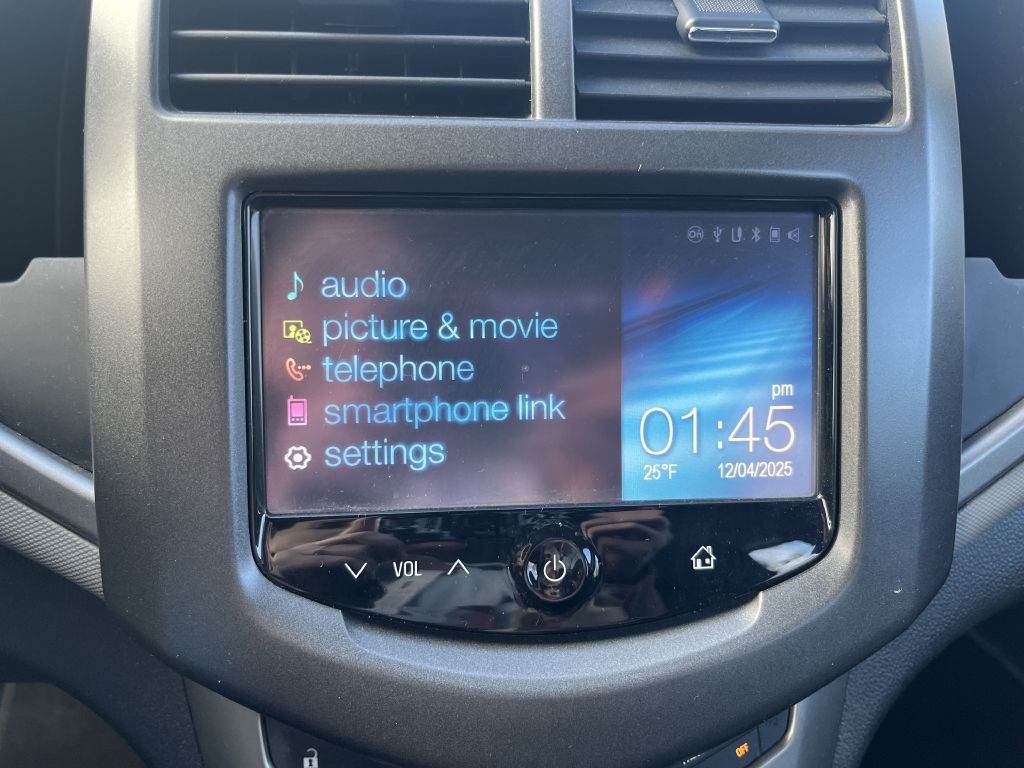 audio
picture & movie
telephone
smartphone link
settings
pm
01:45
25°F 12/04/2025
VOL
OFF